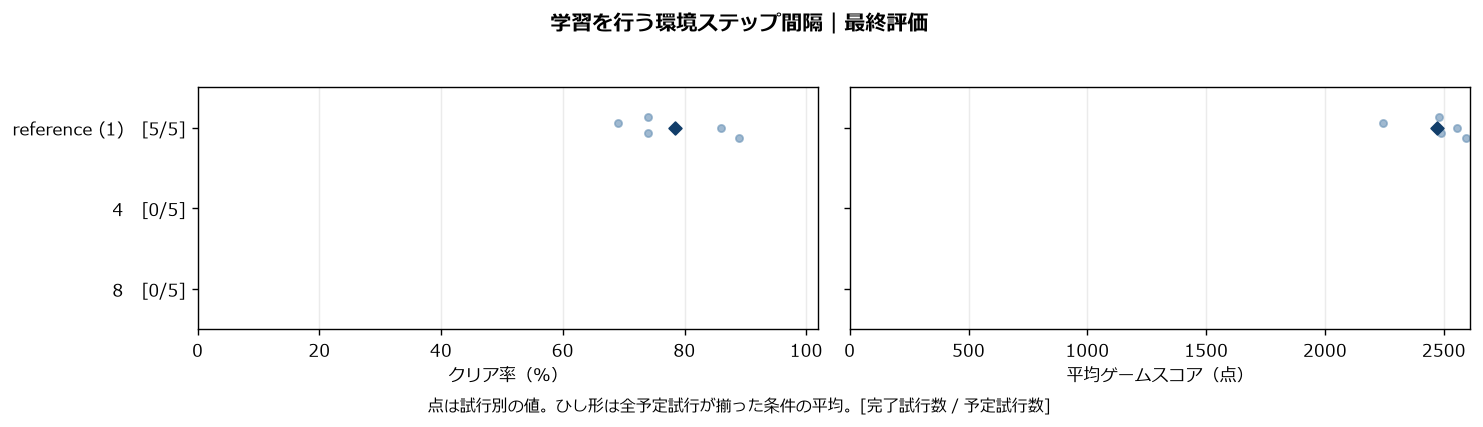 学習を行う環境ステップ間隔｜最終評価
reference (1) [5/5]
4 [0/5]
8 [0/5]
0 20 40 60 80 100
0 500 1000 1500 2000 2500
クリア率（%）
平均ゲームスコア（点）
点は試行別の値。ひし形は全予定試行が揃った条件の平均。[完了試行数 / 予定試行数]